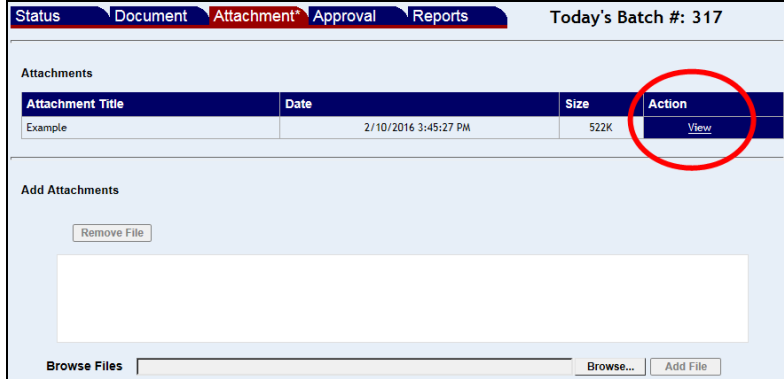 Status Document Attachment* Approval Reports Today's Batch #: 317
Attachments
Attachment Title Date Size Action
Example 2/10/2016 3:45:27 PM 522K View
Add Attachments
Remove File
Browse Files Browse... Add File